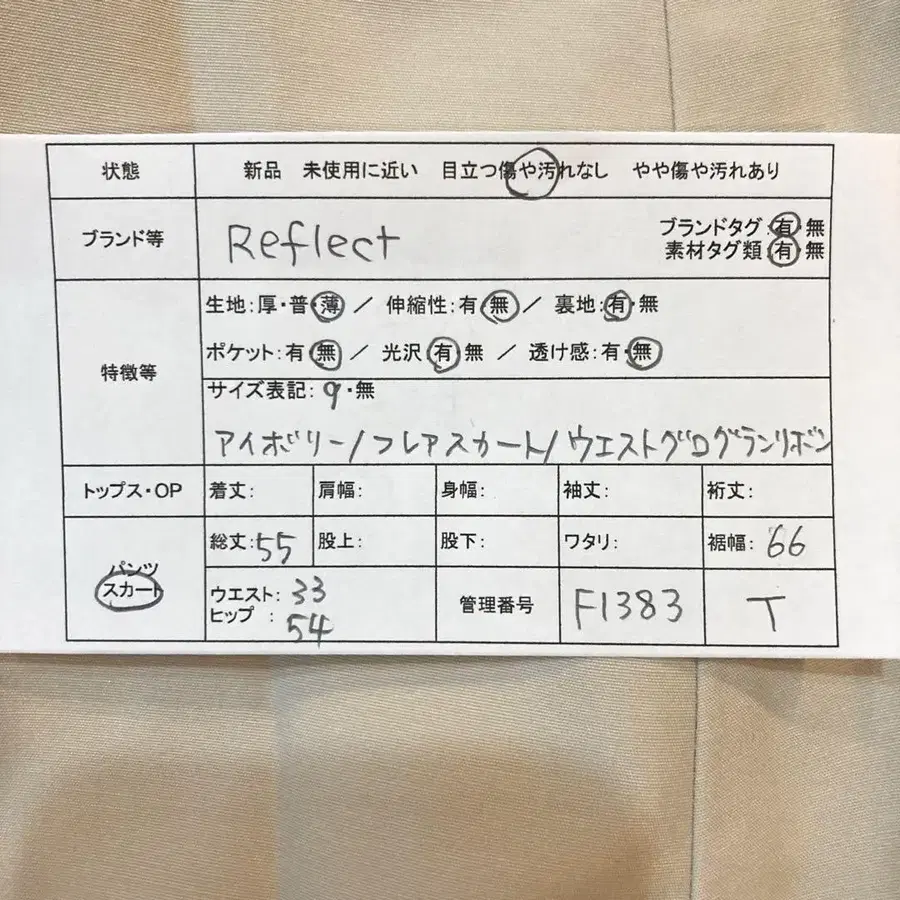 状態 新品 未使用に近い 目立つ傷や汚れなし やや傷や汚れあり
ブランド等 Reflect ブランドタグ:有・無
素材タグ類:有・無
特徴等
生地:厚・普・薄 / 伸縮性:有・無 / 裏地:有・無
ポケット:有・無 / 光沢:有・無 / 透け感:有・無
サイズ表記: 9・無
アイボリー/フレアスカート/ウエストグログランリボン
トップス・OP 着丈: 肩幅: 身幅: 袖丈: 裄丈:
パンツ
スカート
総丈:55 股上: 股下: ワタリ: 裾幅: 66
ウエスト: 33
ヒップ : 54
管理番号 F1383 T